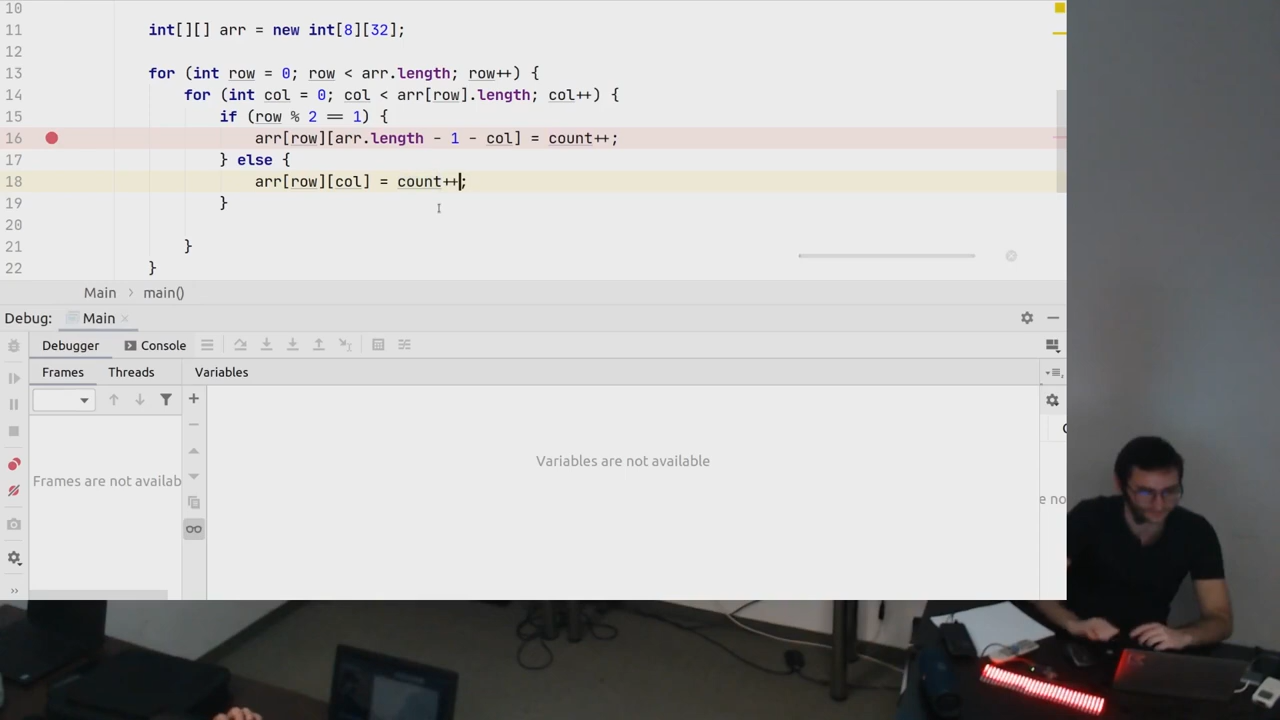 10
11 int[][] arr = new int[8][32];
12
13 for (int row = 0; row < arr.length; row++) {
14 for (int col = 0; col < arr[row].length; col++) {
15 if (row % 2 == 1) {
16 arr[row][arr.length - 1 - col] = count++;
17 } else {
18 arr[row][col] = count++;
19 }
20
21 }
22 }
Main > main()
Debug: Main
Debugger Console
Frames Threads Variables
Variables are not available
Frames are not availab
e no